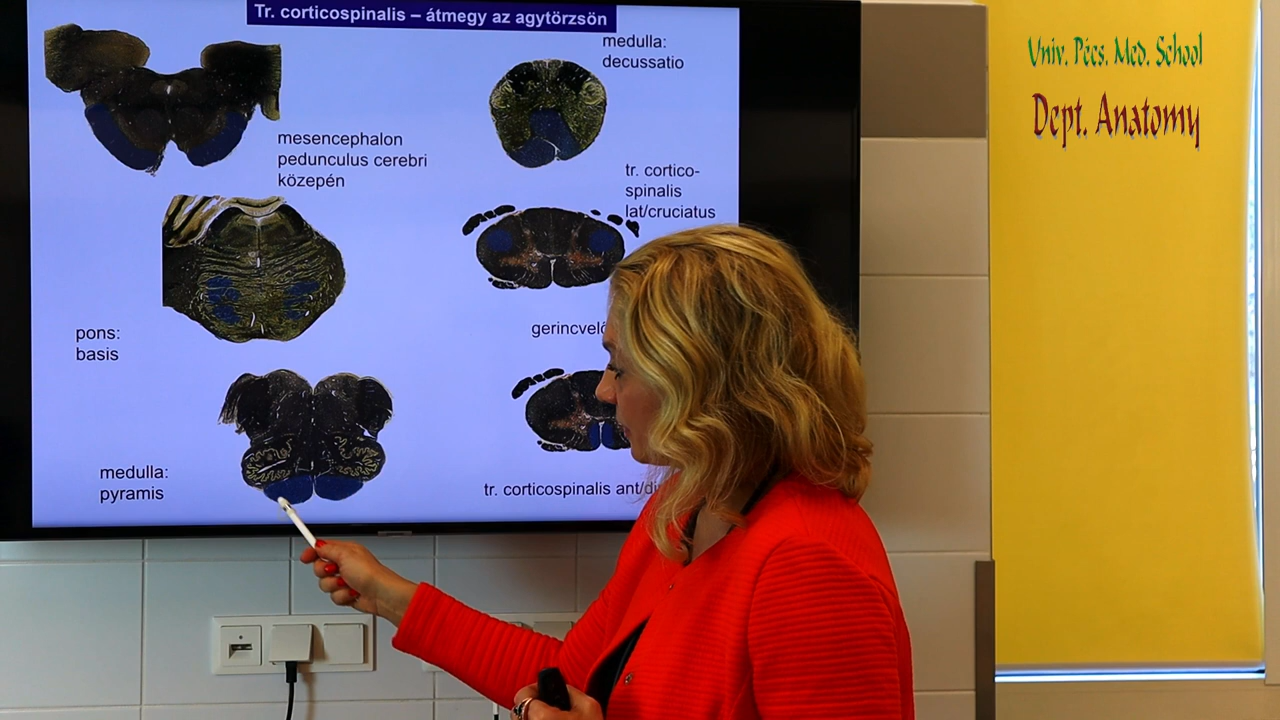 Tr. corticospinalis – átmegy az agytörzsön
medulla:
decussatio
mesencephalon
pedunculus cerebri
közepén
tr. cortico-
spinalis
lat/cruciatus
pons:
basis
gerincvel
medulla:
pyramis
tr. corticospinalis ant/di
Univ. Pécs. Med. School
Dept. Anatomy